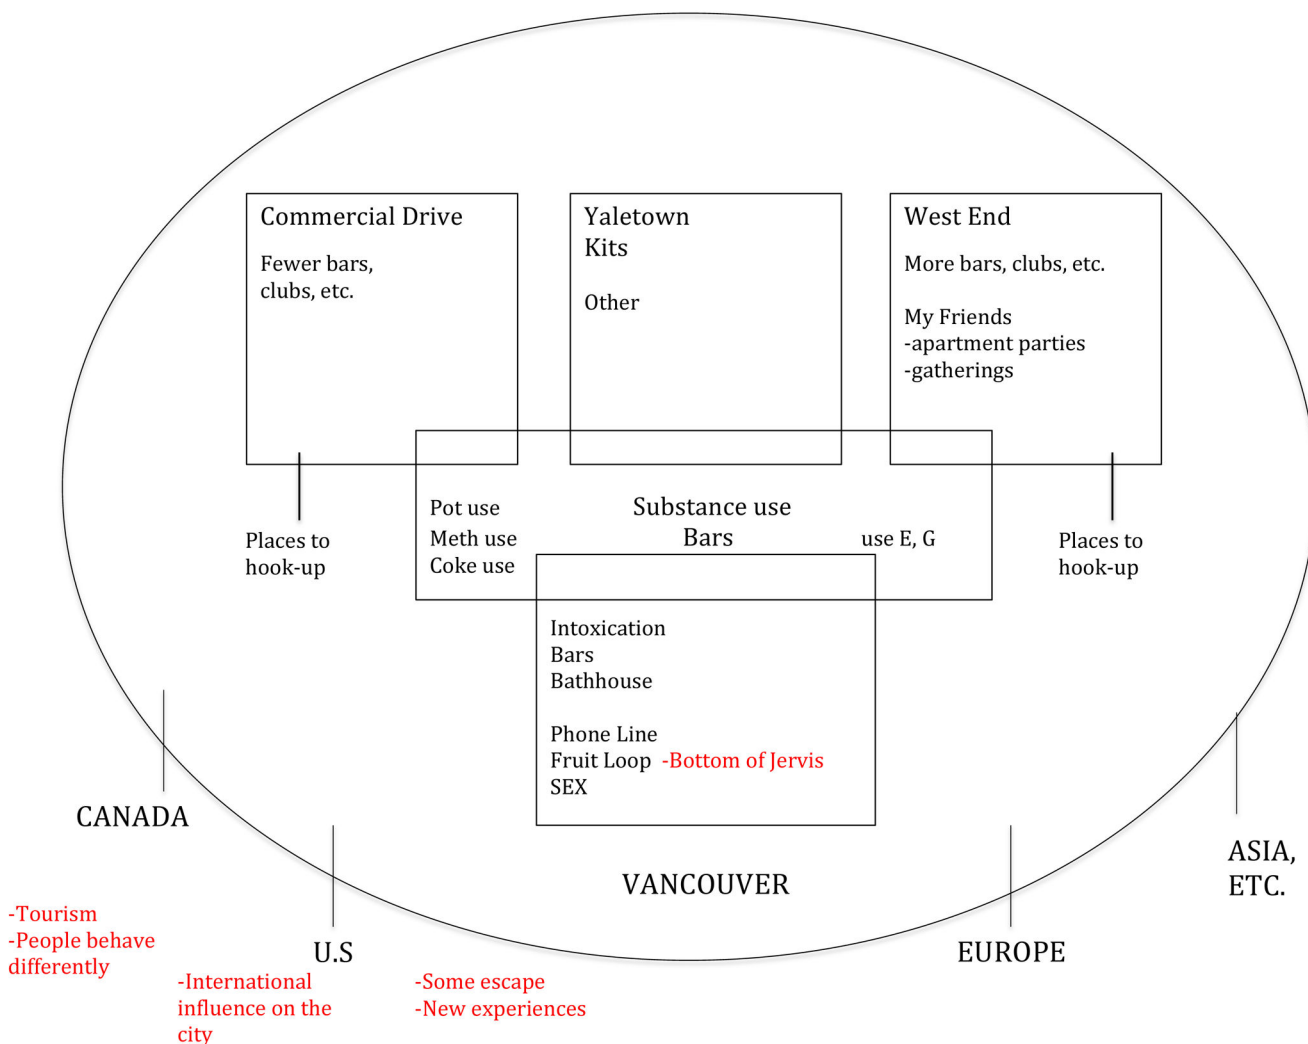 Commercial Drive
Fewer bars,
clubs, etc.
Yaletown
Kits
Other
West End
More bars, clubs, etc.
My Friends
-apartment parties
-gatherings
Places to
hook-up
Pot use
Meth use
Coke use
Substance use
Bars
use E, G
Places to
hook-up
Intoxication
Bars
Bathhouse
Phone Line
Fruit Loop -Bottom of Jervis
SEX
CANADA
VANCOUVER
ASIA,
ETC.
-Tourism
-People behave
differently
U.S
EUROPE
-International
influence on the
city
-Some escape
-New experiences